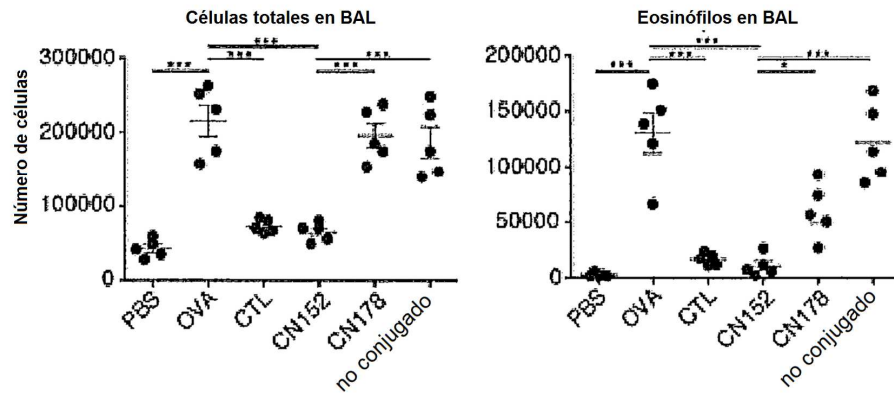 Células totales en BAL
Número de células
300000
200000
100000
0
***
***
***
***
***
PBS
OVA
CTL
CN152
CN178
no conjugado
Eosinófilos en BAL
200000
150000
100000
50000
0
***
***
***
***
*
PBS
OVA
CTL
CN152
CN178
no conjugado